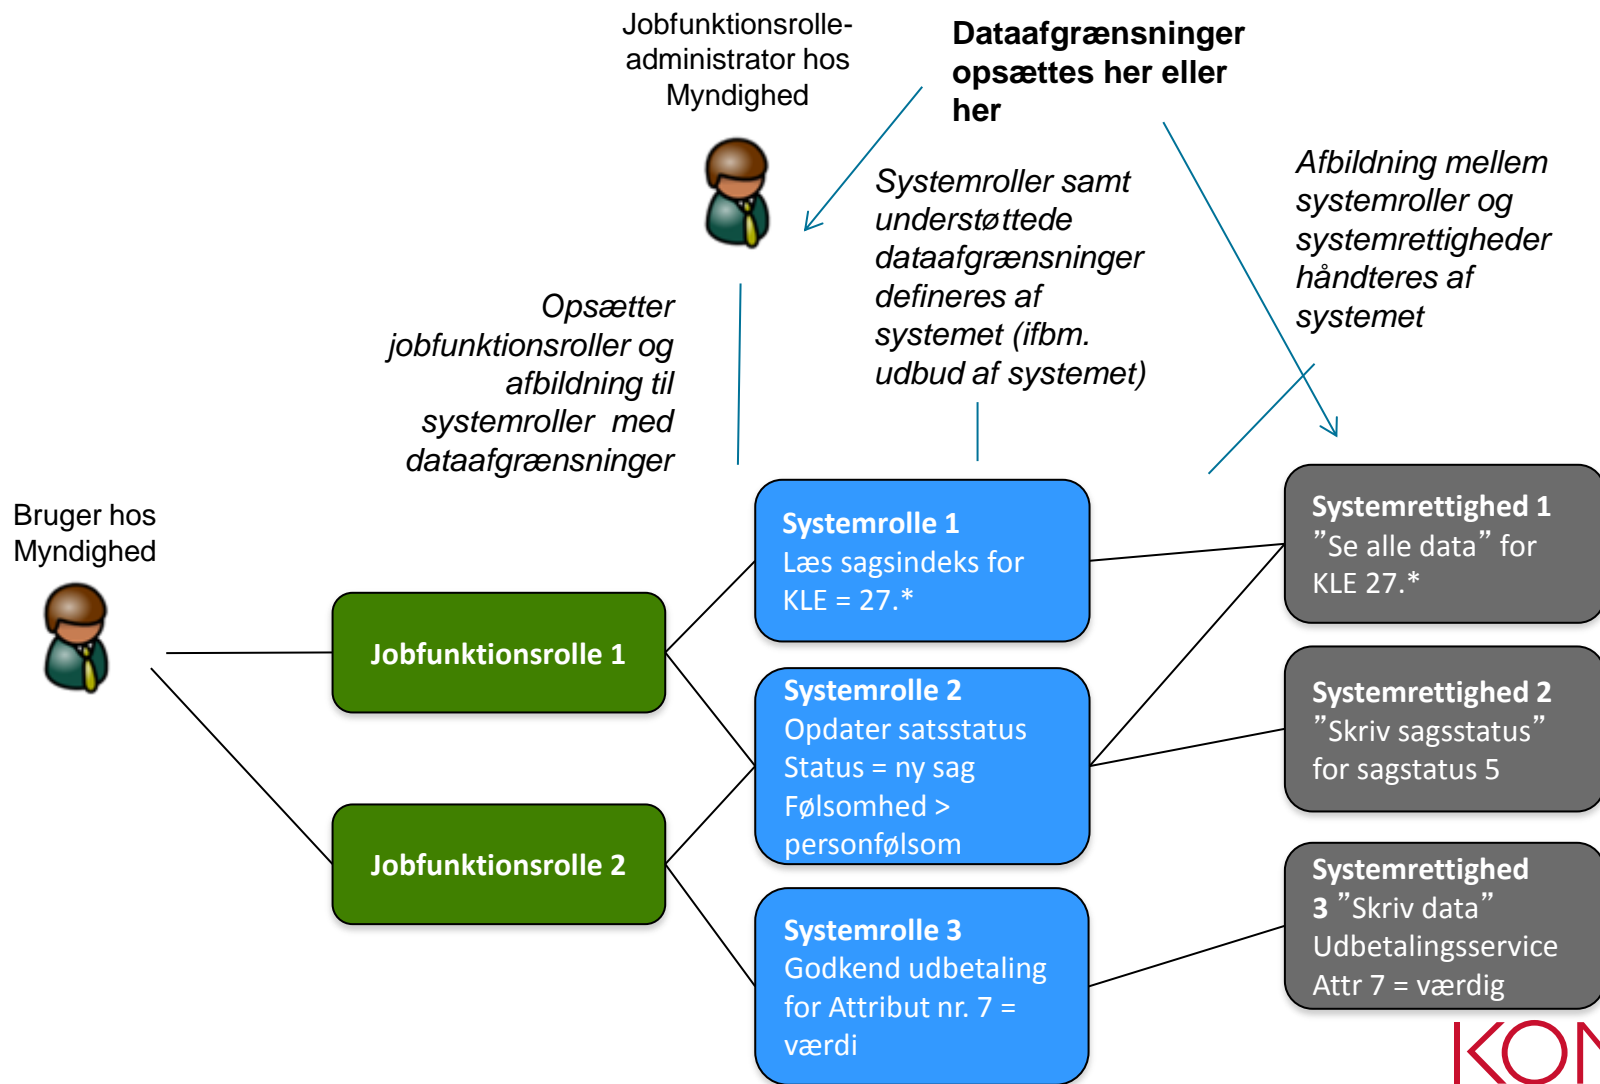 Jobfunktionsrolle-
administrator hos
Myndighed
Dataafgrænsninger
opsættes her eller
her
Systemroller samt
understøttede
dataafgrænsninger
defineres af
systemet (ifbm.
udbud af systemet)
Afbildning mellem
systemroller og
systemrettigheder
håndteres af
systemet
Opsætter
jobfunktionsroller og
afbildning til
systemroller med
dataafgrænsninger
Bruger hos
Myndighed
Jobfunktionsrolle 1
Jobfunktionsrolle 2
Systemrolle 1
Læs sagsindeks for
KLE = 27.*
Systemrolle 2
Opdater satsstatus
Status = ny sag
Følsomhed >
personfølsom
Systemrolle 3
Godkend udbetaling
for Attribut nr. 7 =
værdi
Systemrettighed 1
”Se alle data” for
KLE 27.*
Systemrettighed 2
”Skriv sagsstatus”
for sagstatus 5
Systemrettighed
3 ”Skriv data”
Udbetalingsservice
Attr 7 = værdig
KON